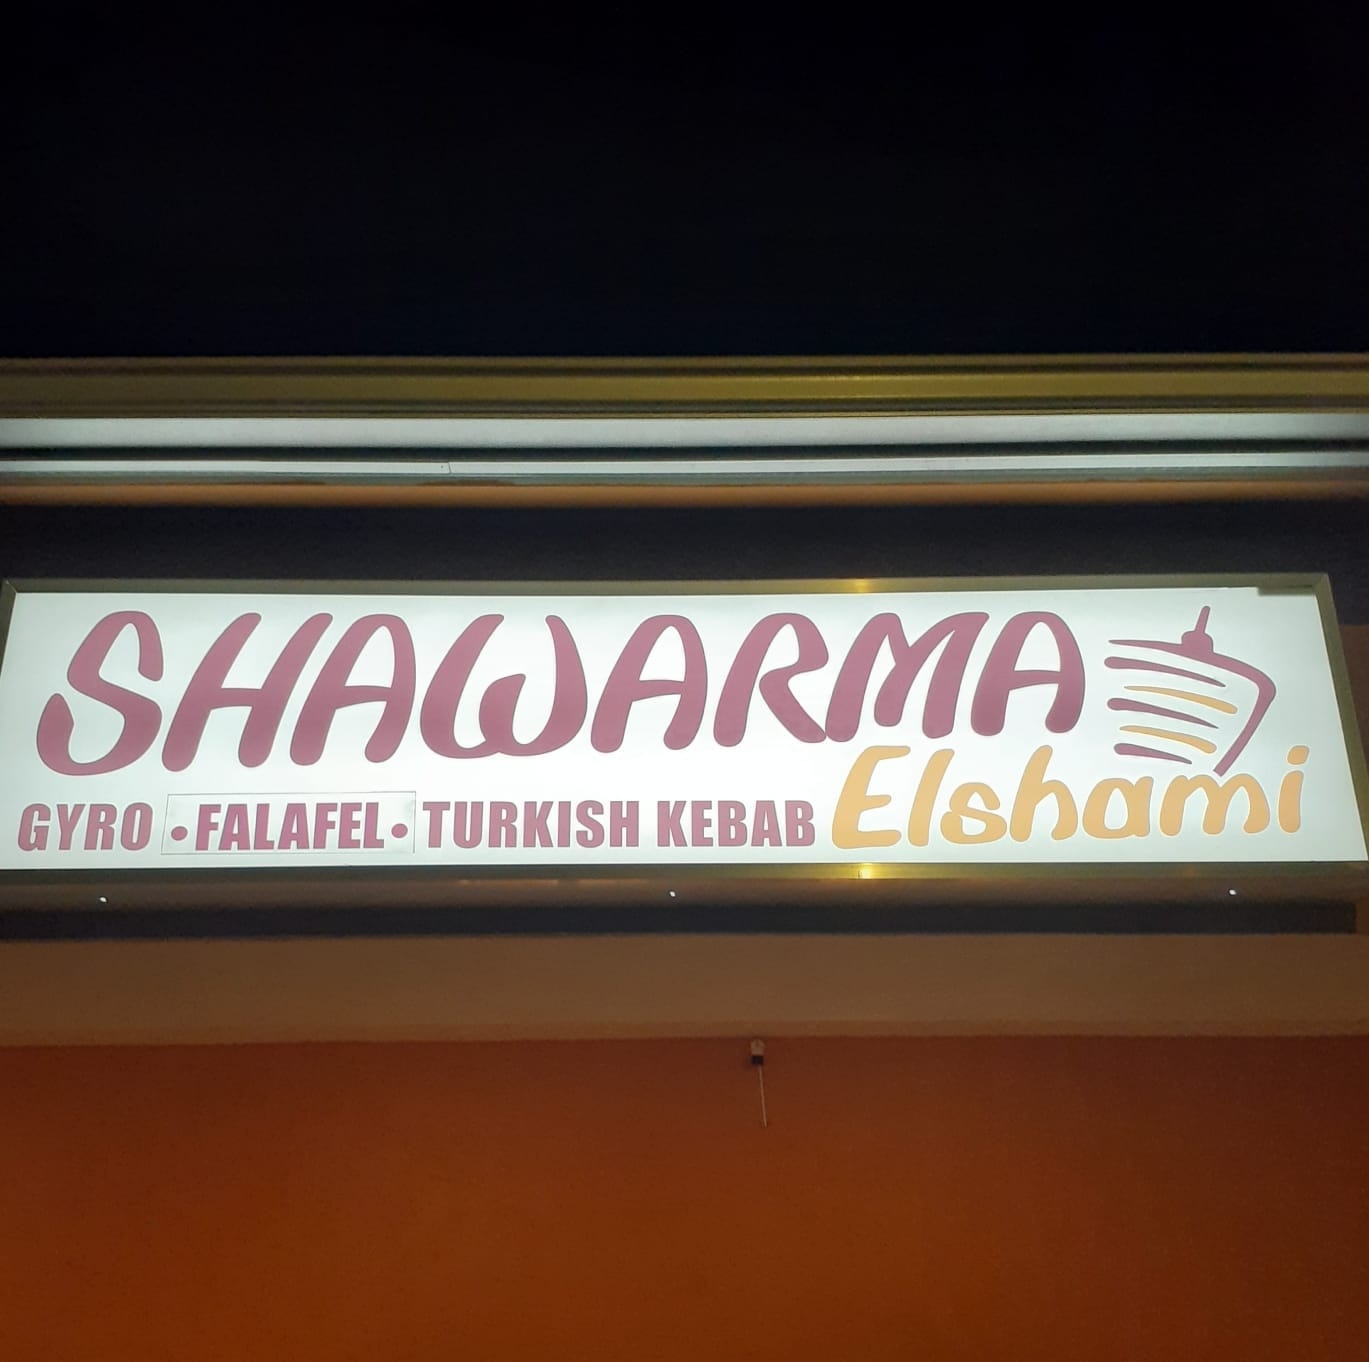 SHAWARMA
Elshami
GYRO • FALAFEL • TURKISH KEBAB